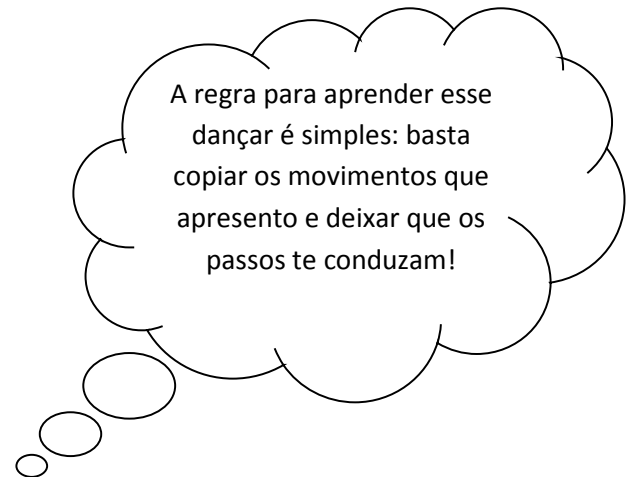 A regra para aprender esse
dançar é simples: basta
copiar os movimentos que
apresento e deixar que os
passos te conduzam!